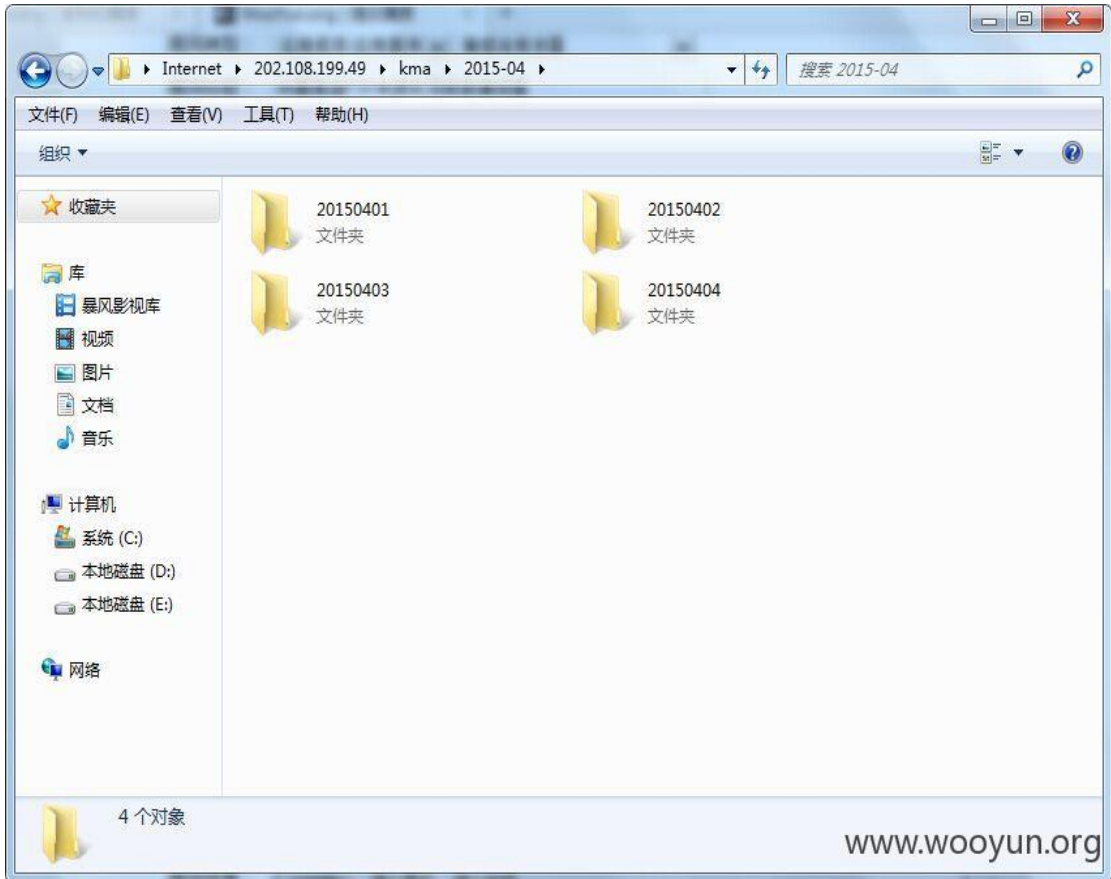 Internet 202.108.199.49 kma 2015-04
搜索 2015-04
文件(F) 编辑(E) 查看(V) 工具(T) 帮助(H)
组织
收藏夹
库
暴风影视库
视频
图片
文档
音乐
计算机
系统 (C:)
本地磁盘 (D:)
本地磁盘 (E:)
网络
20150401
文件夹
20150402
文件夹
20150403
文件夹
20150404
文件夹
4 个对象
www.wooyun.org